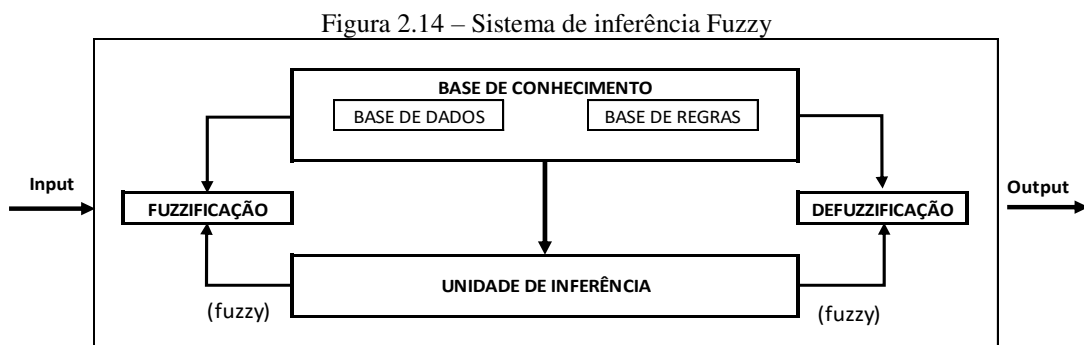 Figura 2.14 – Sistema de inferência Fuzzy
BASE DE CONHECIMENTO
BASE DE DADOS
BASE DE REGRAS
Input
Output
FUZZIFICAÇÃO
DEFUZZIFICAÇÃO
UNIDADE DE INFERÊNCIA
(fuzzy)
(fuzzy)